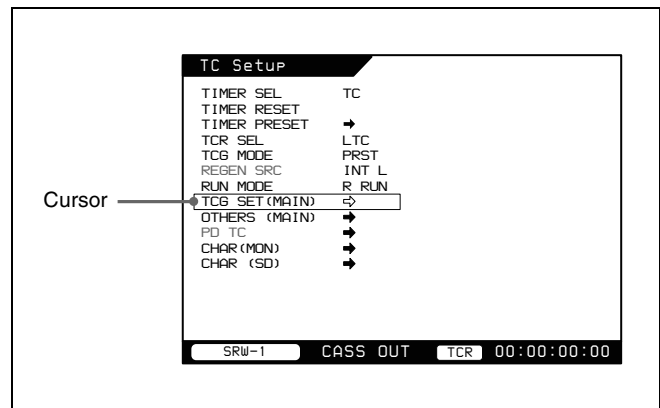 TC Setup
TIMER SEL TC
TIMER RESET
TIMER PRESET ➡
TCR SEL LTC
TCG MODE PRST
REGEN SRC INT L
RUN MODE R RUN
Cursor
TCG SET(MAIN) ⇨
OTHERS (MAIN) ➡
PD TC ➡
CHAR(MON) ➡
CHAR (SD) ➡
SRW-1 CASS OUT TCR 00:00:00:00